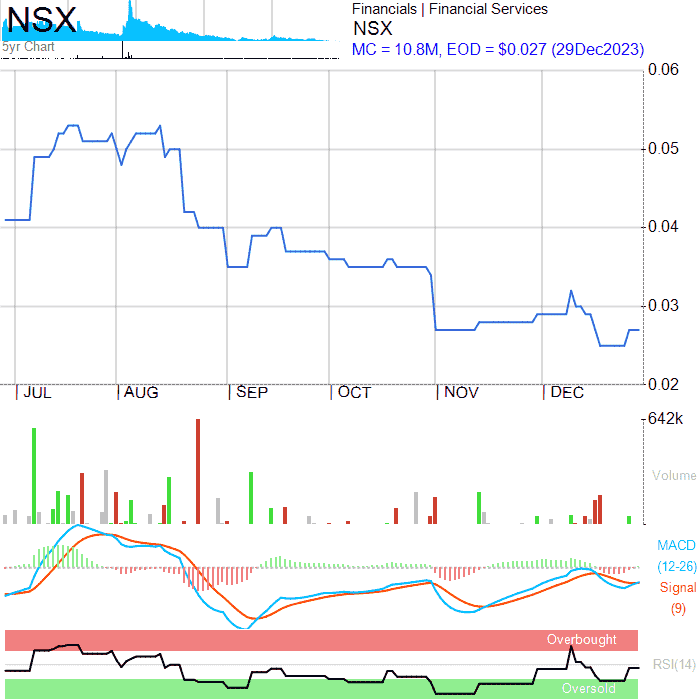 NSX
5yr Chart
Financials | Financial Services
NSX
MC = 10.8M, EOD = $0.027 (29Dec2023)
0.06
0.05
0.04
0.03
0.02
JUL AUG SEP OCT NOV DEC
642k
Volume
MACD
(12-26)
Signal
(9)
Overbought
RSI(14)
Oversold